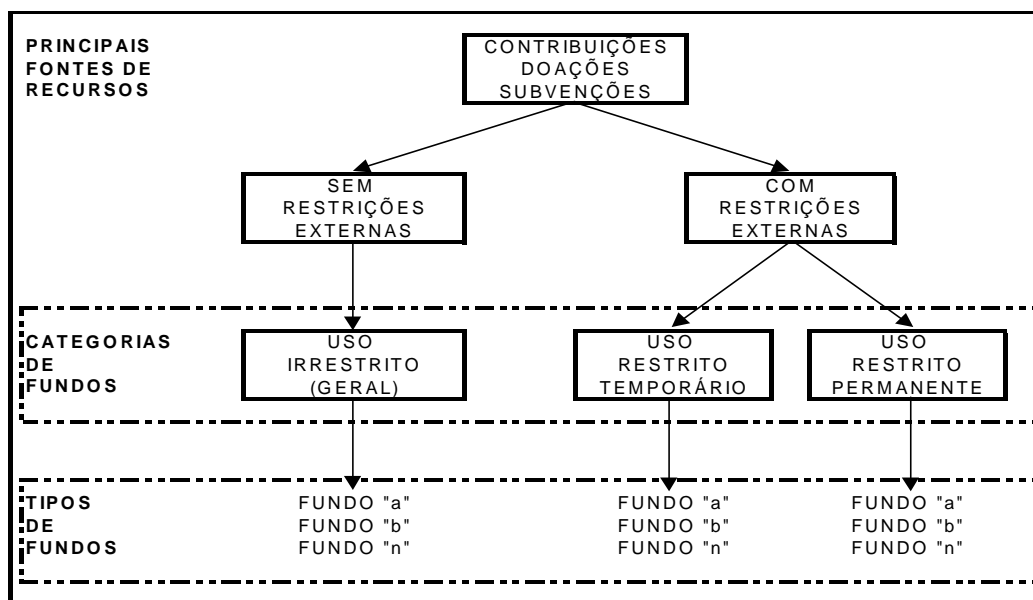 PRINCIPAIS
FONTES DE
RECURSOS
CONTRIBUIÇÕES
DOAÇÕES
SUBVENÇÕES
SEM
RESTRIÇÕES
EXTERNAS
COM
RESTRIÇÕES
EXTERNAS
CATEGORIAS
DE
FUNDOS
USO
IRRESTRITO
(GERAL)
USO
RESTRITO
TEMPORÁRIO
USO
RESTRITO
PERMANENTE
TIPOS
DE
FUNDOS
FUNDO "a"
FUNDO "b"
FUNDO "n"
FUNDO "a"
FUNDO "b"
FUNDO "n"
FUNDO "a"
FUNDO "b"
FUNDO "n"